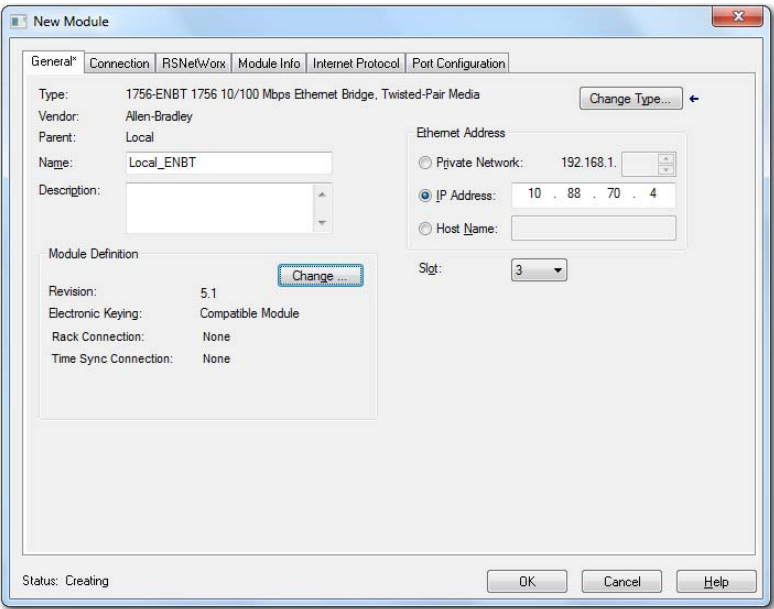 New Module
General* Connection RSNetWorx Module Info Internet Protocol Port Configuration
Type: 1756-ENBT 1756 10/100 Mbps Ethernet Bridge, Twisted-Pair Media
Change Type...
Vendor: Allen-Bradley
Parent: Local
Name: Local_ENBT
Description:
Ethernet Address
Private Network: 192.168.1.
IP Address: 10 . 88 . 70 . 4
Host Name:
Module Definition
Change ...
Revision: 5.1
Electronic Keying: Compatible Module
Rack Connection: None
Time Sync Connection: None
Slot: 3
Status: Creating
OK Cancel Help